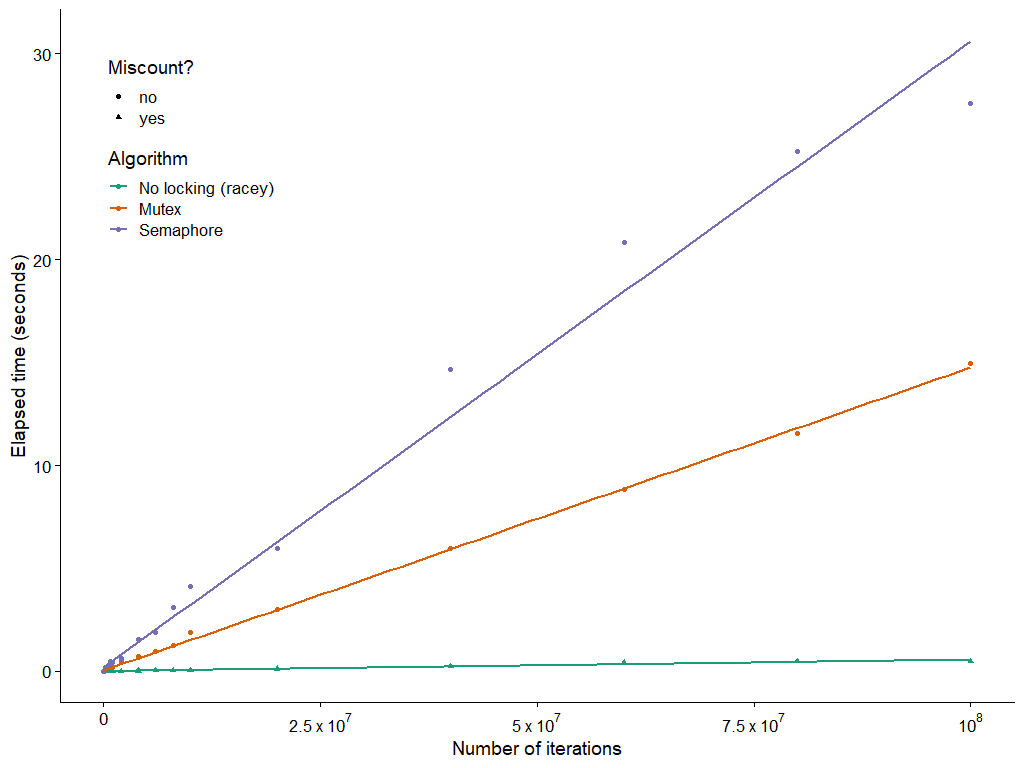 Miscount?
no
yes
Algorithm
No locking (racey)
Mutex
Semaphore
Elapsed time (seconds)
30
20
10
0
0
2.5 x 10⁷
5 x 10⁷
7.5 x 10⁷
10⁸
Number of iterations